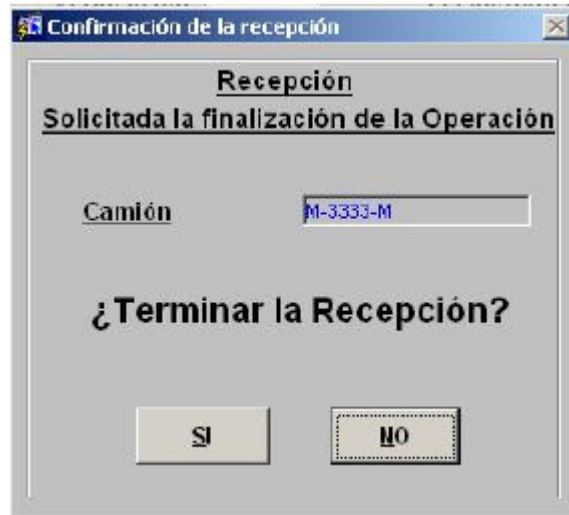 Confirmación de la recepción
Recepción
Solicitada la finalización de la Operación
Camión M-3333-M
¿Terminar la Recepción?
SI NO